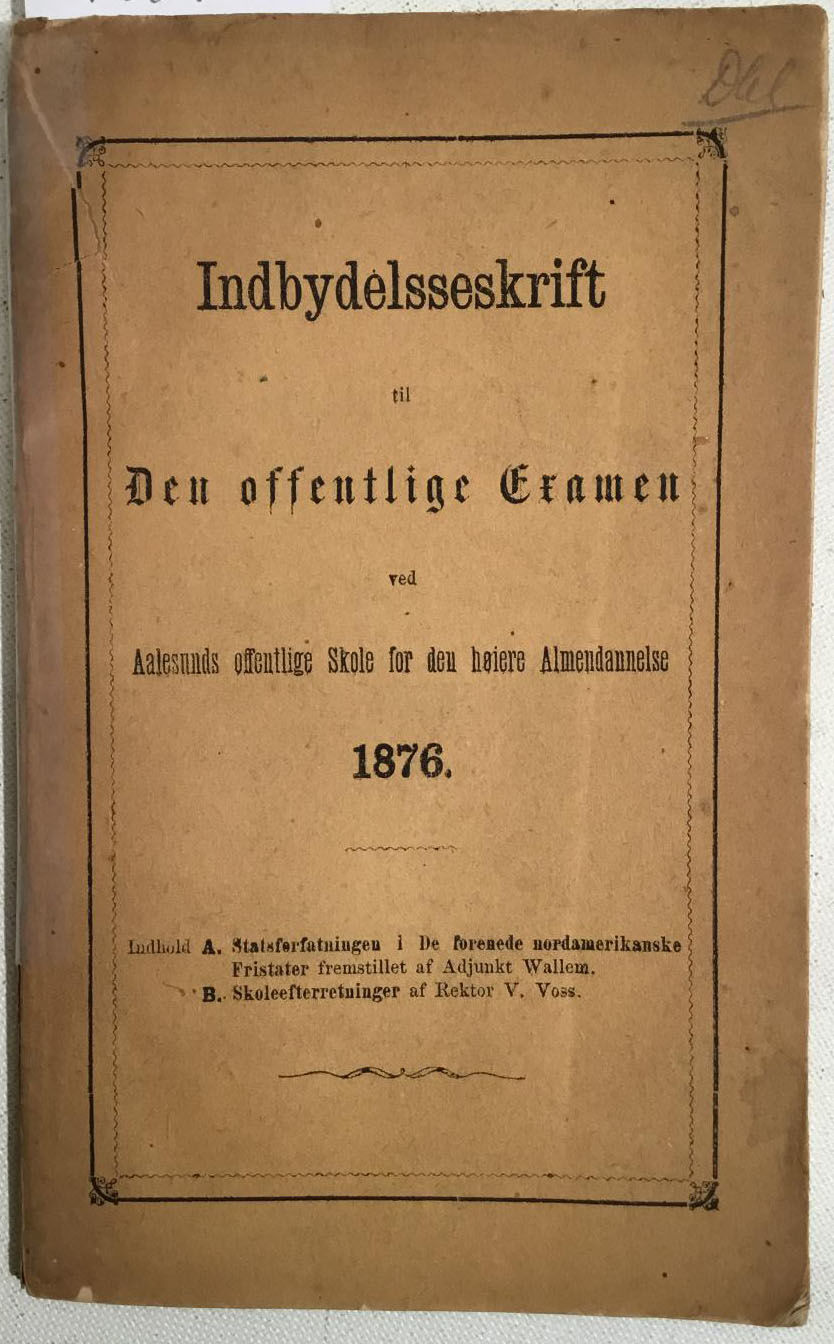 Indbydelsseskrift
til
Den offentlige Examen
ved
Aalesunds offentlige Skole for den høiere Almendannelse
1876.
Indhold A. Statsforfatningen i De forenede nordamerikanske
Fristater fremstillet af Adjunkt Wallem.
B. Skoleefterretninger af Rektor V. Voss.